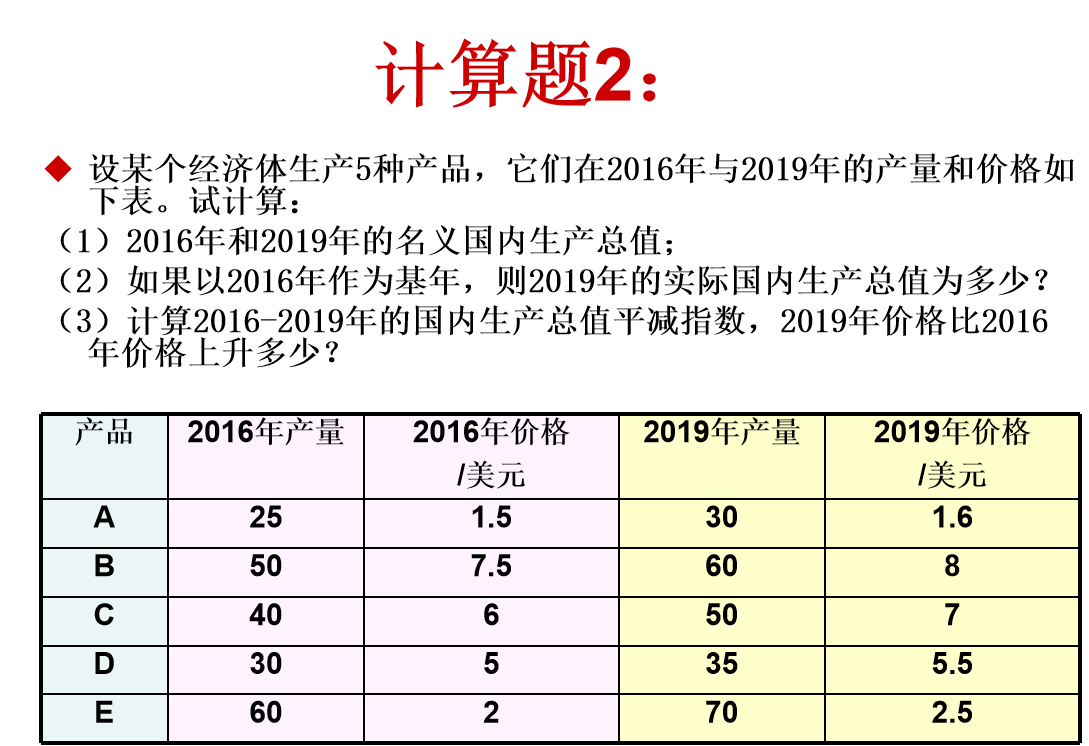 计算题2：
设某个经济体生产5种产品，它们在2016年与2019年的产量和价格如
下表。试计算：
（1）2016年和2019年的名义国内生产总值；
（2）如果以2016年作为基年，则2019年的实际国内生产总值为多少？
（3）计算2016-2019年的国内生产总值平减指数，2019年价格比2016
年价格上升多少？
产品 2016年产量 2016年价格 2019年产量 2019年价格
/美元 /美元
A 25 1.5 30 1.6
B 50 7.5 60 8
C 40 6 50 7
D 30 5 35 5.5
E 60 2 70 2.5